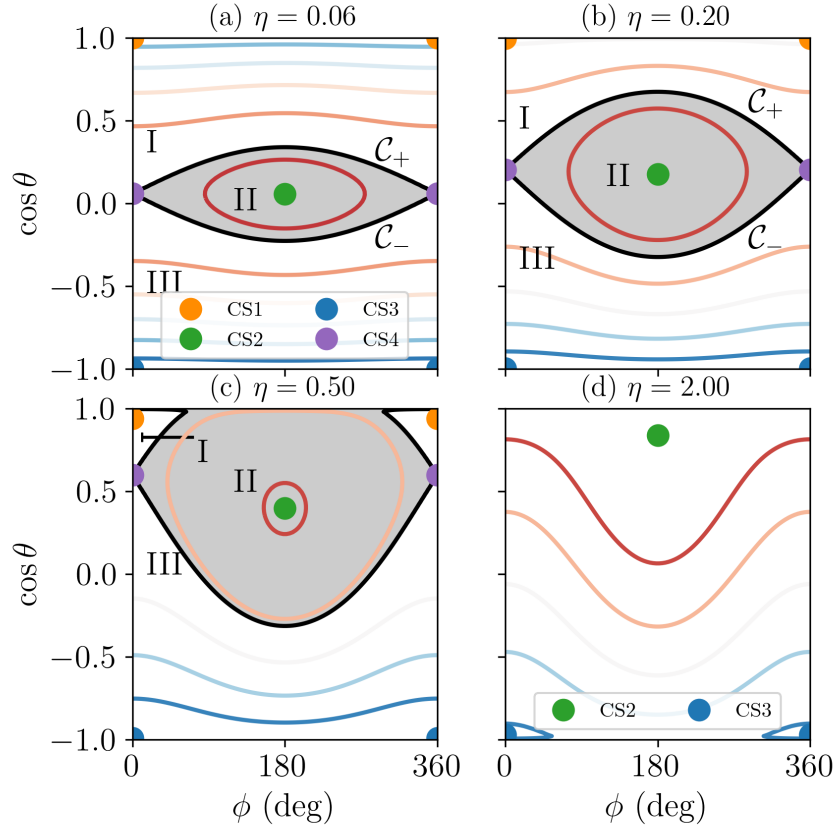 (a) η = 0.06
(b) η = 0.20
1.0
0.5
0.0
−0.5
−1.0
cos θ
I
II
III
𝒞+
𝒞−
CS1
CS2
CS3
CS4
I
II
III
𝒞+
𝒞−
(c) η = 0.50
(d) η = 2.00
1.0
0.5
0.0
−0.5
−1.0
cos θ
I
II
III
CS2
CS3
0
180
360
ϕ (deg)
0
180
360
ϕ (deg)